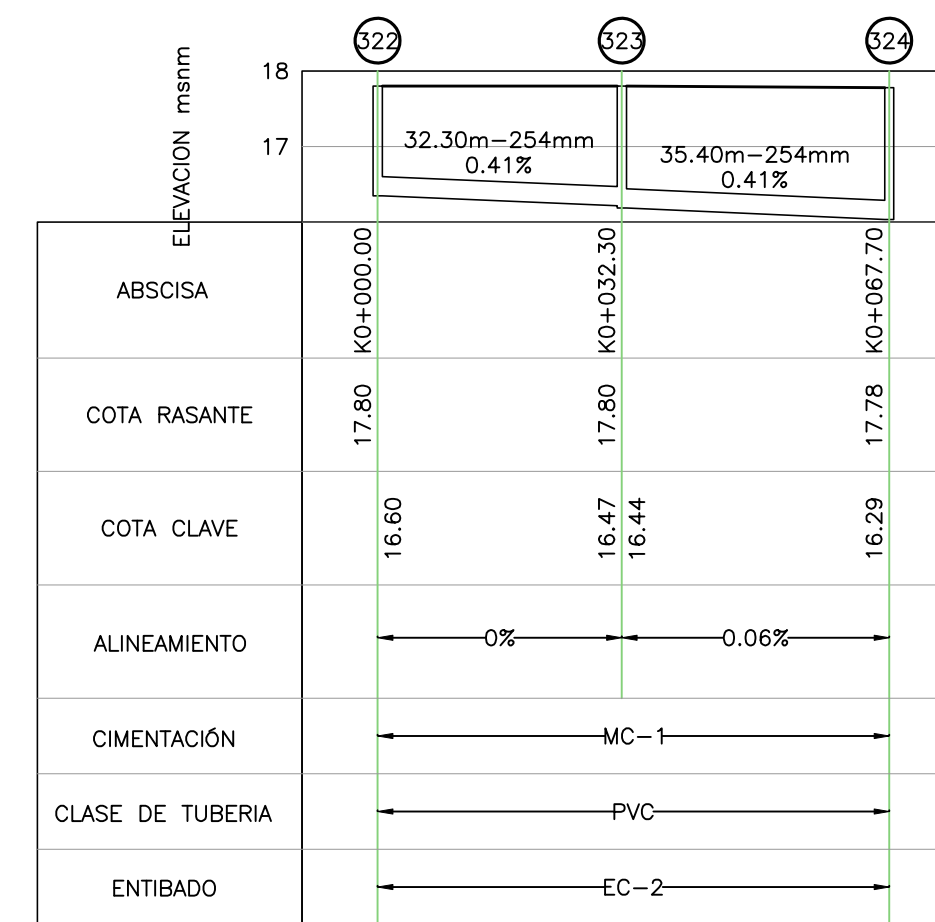 322
323
324
ELEVACION msnm
18
17
32.30m-254mm
0.41%
35.40m-254mm
0.41%
ABSCISA
K0+000.00
K0+032.30
K0+067.70
COTA RASANTE
17.80
17.80
17.78
COTA CLAVE
16.60
16.47
16.44
16.29
ALINEAMIENTO
0%
0.06%
CIMENTACIÓN
MC-1
CLASE DE TUBERIA
PVC
ENTIBADO
EC-2